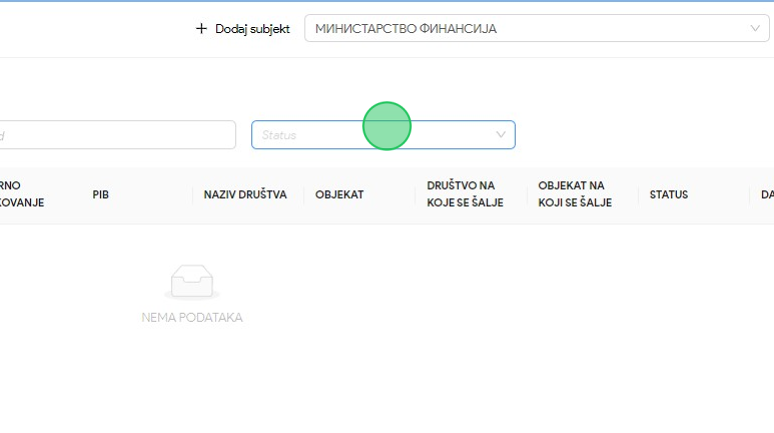 Dodaj subjekt
МИНИСТАРСТВО ФИНАНСИЈА
Status
PIB
NAZIV DRUŠTVA
OBJEKAT
DRUŠTVO NA
KOJE SE ŠALJE
OBJEKAT NA
KOJI SE ŠALJE
STATUS
NEMA PODATAKA